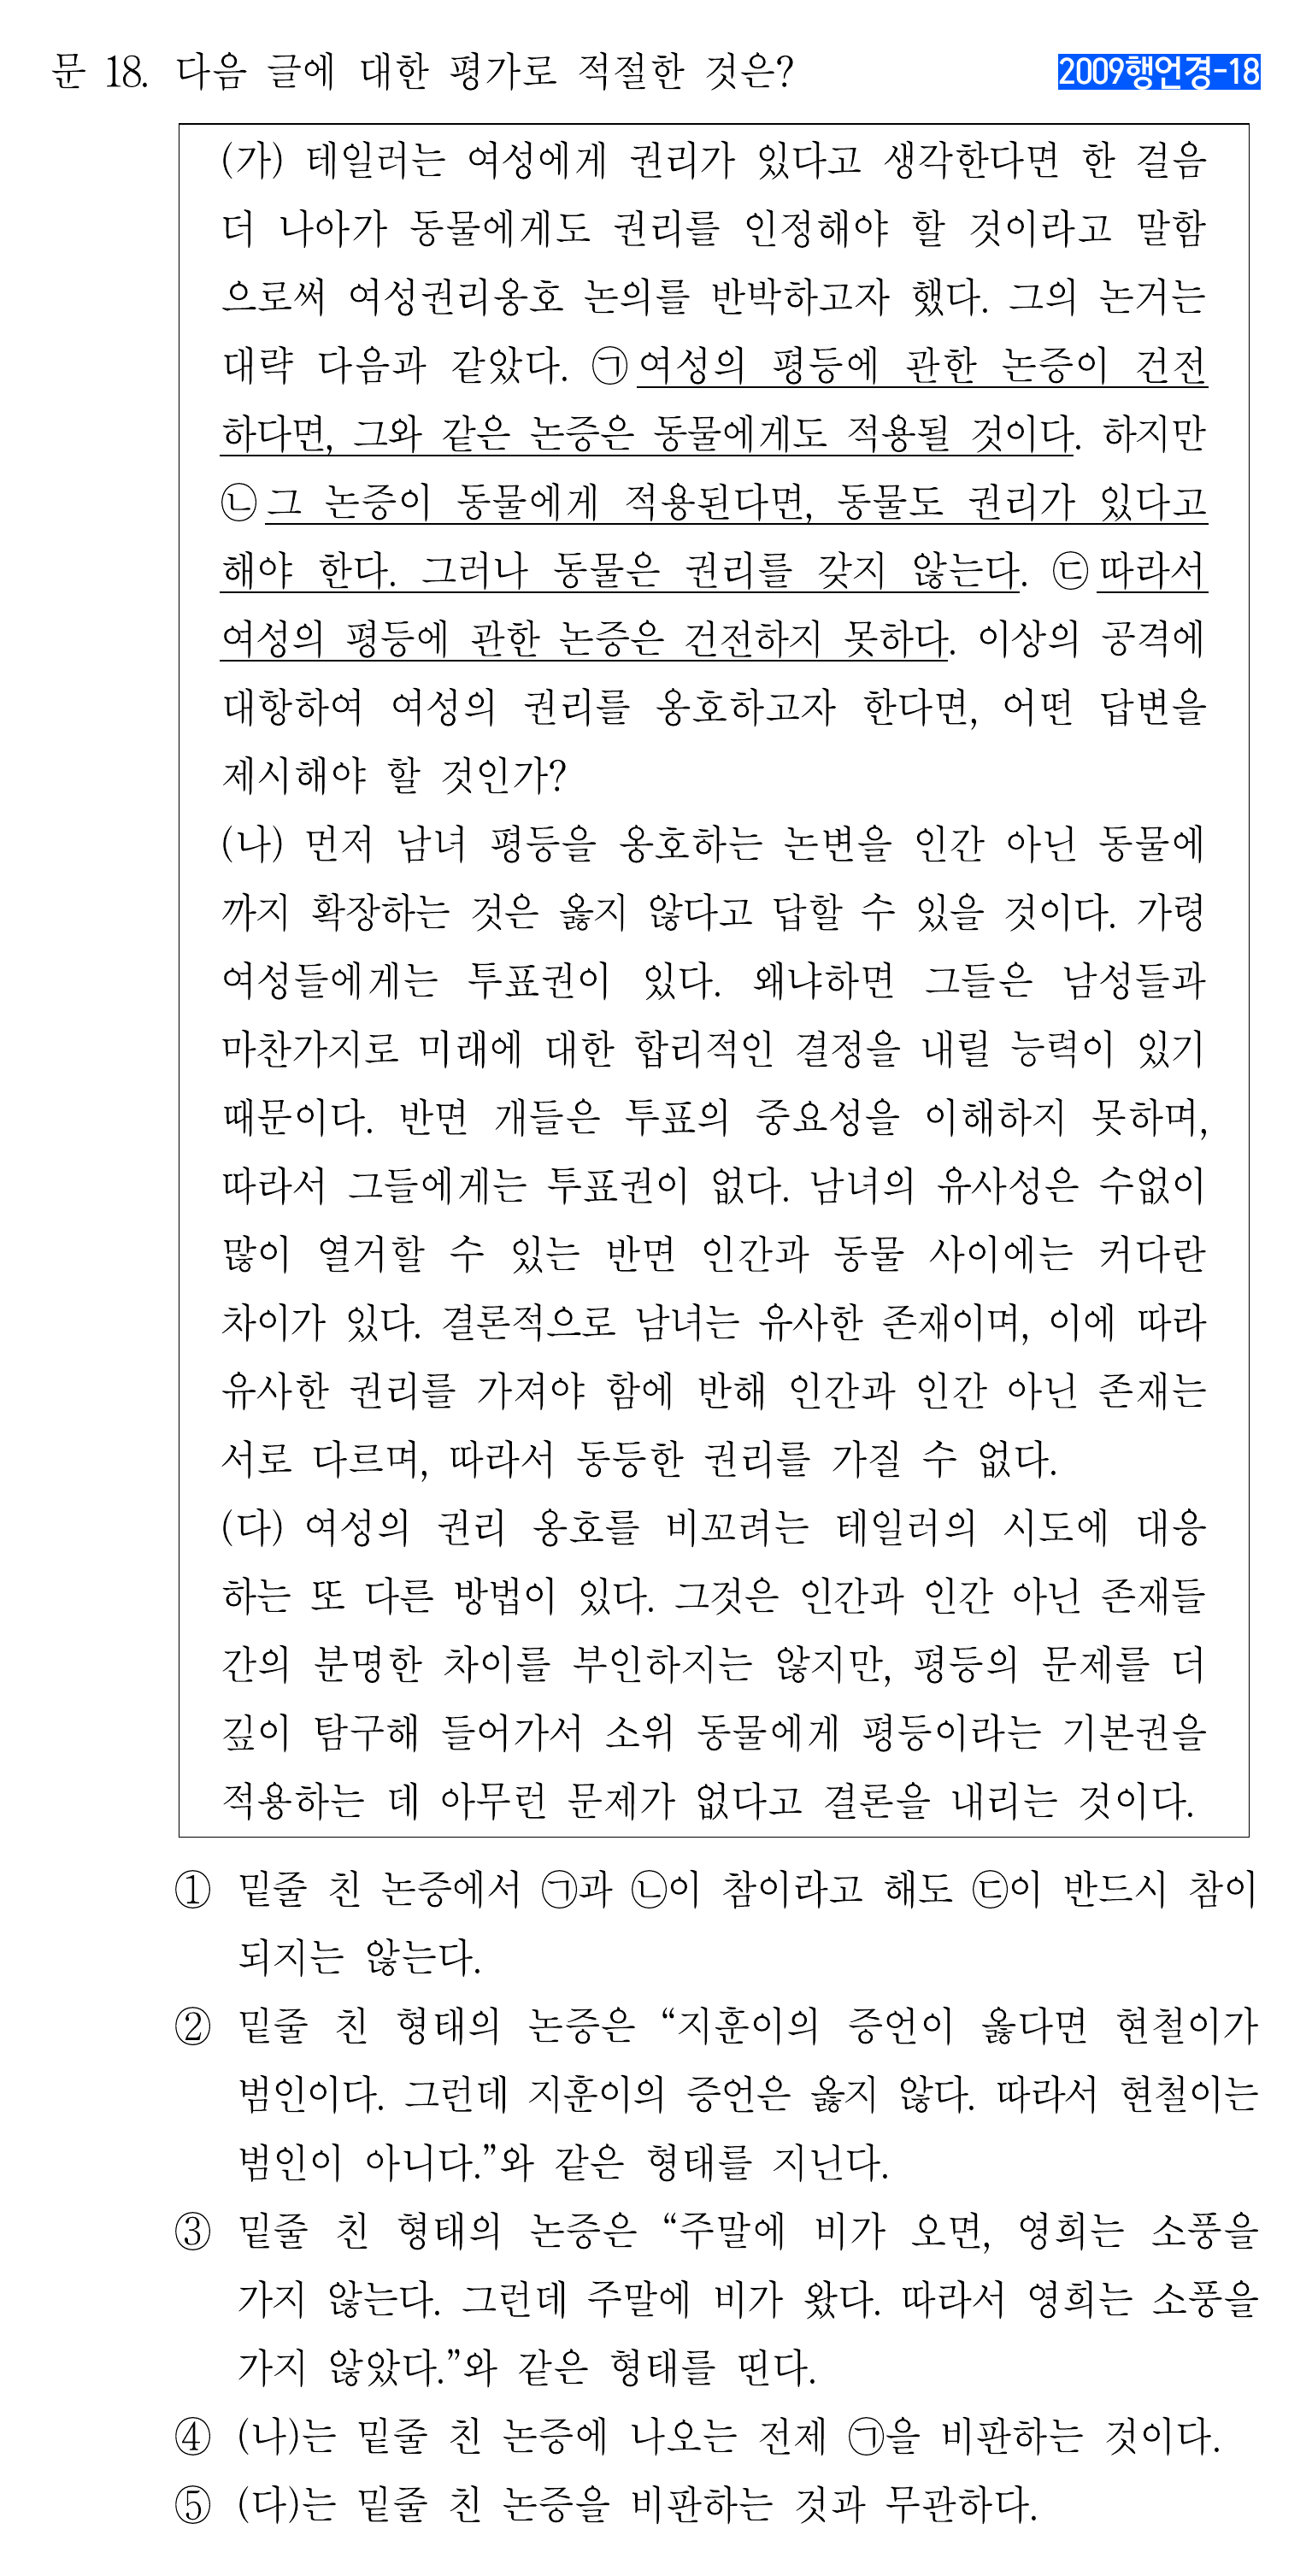 문 18. 다음 글에 대한 평가로 적절한 것은?
2009행언경-18
(가) 테일러는 여성에게 권리가 있다고 생각한다면 한 걸음
더 나아가 동물에게도 권리를 인정해야 할 것이라고 말함
으로써 여성권리옹호 논의를 반박하고자 했다. 그의 논거는
대략 다음과 같았다. ㉠여성의 평등에 관한 논증이 건전
하다면, 그와 같은 논증은 동물에게도 적용될 것이다. 하지만
㉡그 논증이 동물에게 적용된다면, 동물도 권리가 있다고
해야 한다. 그러나 동물은 권리를 갖지 않는다. ㉢따라서
여성의 평등에 관한 논증은 건전하지 못하다. 이상의 공격에
대항하여 여성의 권리를 옹호하고자 한다면, 어떤 답변을
제시해야 할 것인가?
(나) 먼저 남녀 평등을 옹호하는 논변을 인간 아닌 동물에
까지 확장하는 것은 옳지 않다고 답할 수 있을 것이다. 가령
여성들에게는 투표권이 있다. 왜냐하면 그들은 남성들과
마찬가지로 미래에 대한 합리적인 결정을 내릴 능력이 있기
때문이다. 반면 개들은 투표의 중요성을 이해하지 못하며,
따라서 그들에게는 투표권이 없다. 남녀의 유사성은 수없이
많이 열거할 수 있는 반면 인간과 동물 사이에는 커다란
차이가 있다. 결론적으로 남녀는 유사한 존재이며, 이에 따라
유사한 권리를 가져야 함에 반해 인간과 인간 아닌 존재는
서로 다르며, 따라서 동등한 권리를 가질 수 없다.
(다) 여성의 권리 옹호를 비꼬려는 테일러의 시도에 대응
하는 또 다른 방법이 있다. 그것은 인간과 인간 아닌 존재들
간의 분명한 차이를 부인하지는 않지만, 평등의 문제를 더
깊이 탐구해 들어가서 소위 동물에게 평등이라는 기본권을
적용하는 데 아무런 문제가 없다고 결론을 내리는 것이다.
① 밑줄 친 논증에서 ㉠과 ㉡이 참이라고 해도 ㉢이 반드시 참이
되지는 않는다.
② 밑줄 친 형태의 논증은 “지훈이의 증언이 옳다면 현철이가
범인이다. 그런데 지훈이의 증언은 옳지 않다. 따라서 현철이는
범인이 아니다.”와 같은 형태를 지닌다.
③ 밑줄 친 형태의 논증은 “주말에 비가 오면, 영희는 소풍을
가지 않는다. 그런데 주말에 비가 왔다. 따라서 영희는 소풍을
가지 않았다.”와 같은 형태를 띤다.
④ (나)는 밑줄 친 논증에 나오는 전제 ㉠을 비판하는 것이다.
⑤ (다)는 밑줄 친 논증을 비판하는 것과 무관하다.